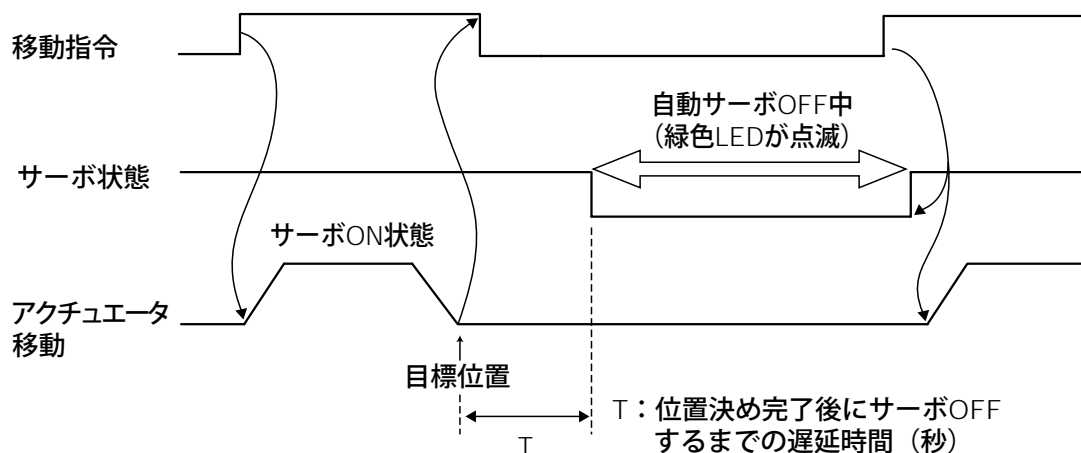 移動指令
自動サーボOFF中
（緑色LEDが点滅）
サーボ状態
サーボON状態
アクチュエータ
移動
目標位置
T
T：位置決め完了後にサーボOFF
するまでの遅延時間（秒）